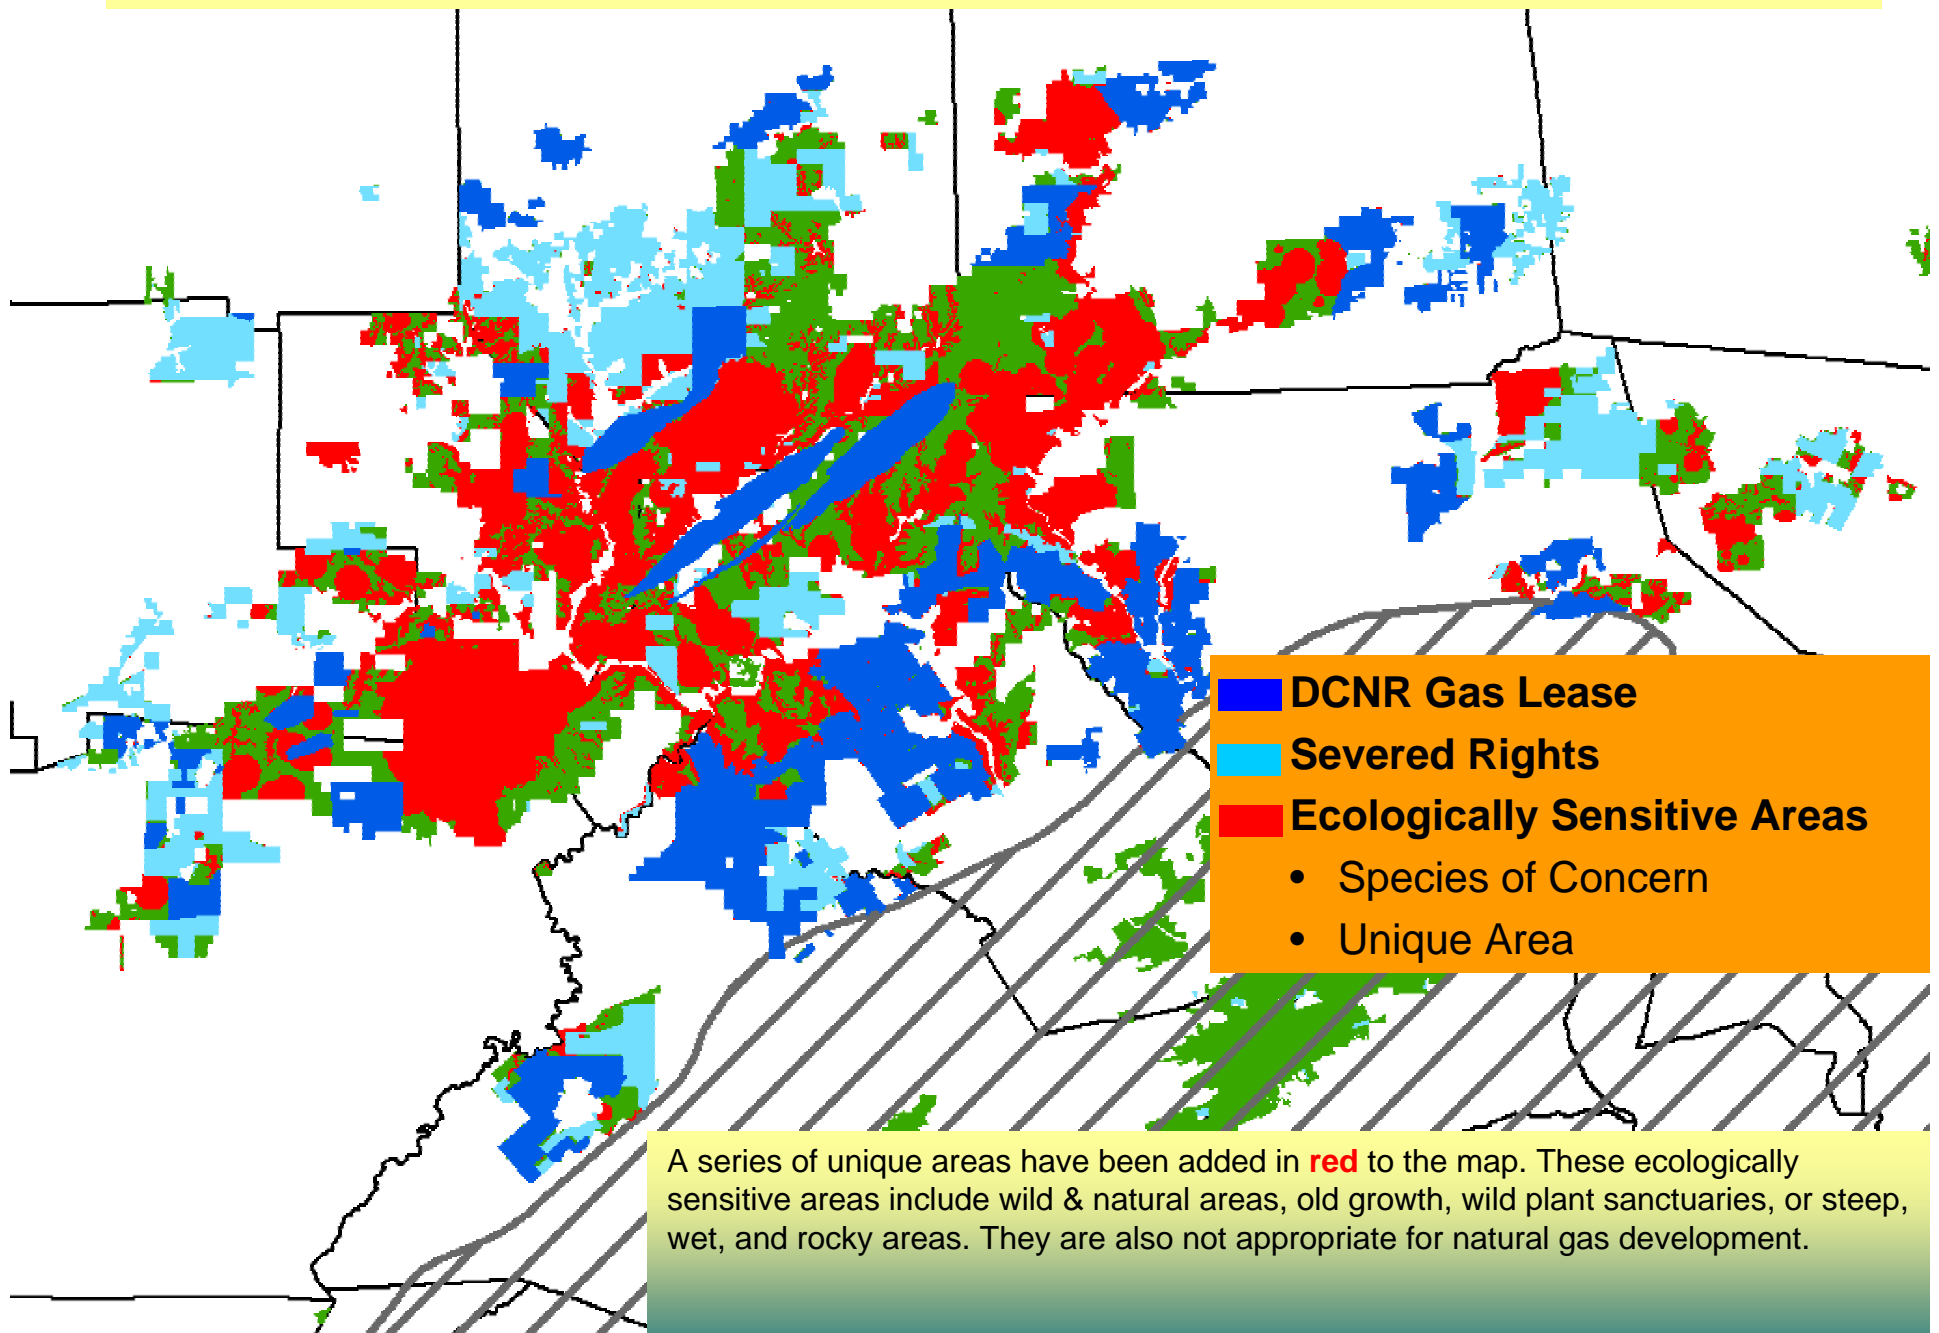 DCNR Gas Lease
Severed Rights
Ecologically Sensitive Areas
• Species of Concern
• Unique Area
A series of unique areas have been added in red to the map. These ecologically
sensitive areas include wild & natural areas, old growth, wild plant sanctuaries, or steep,
wet, and rocky areas. They are also not appropriate for natural gas development.